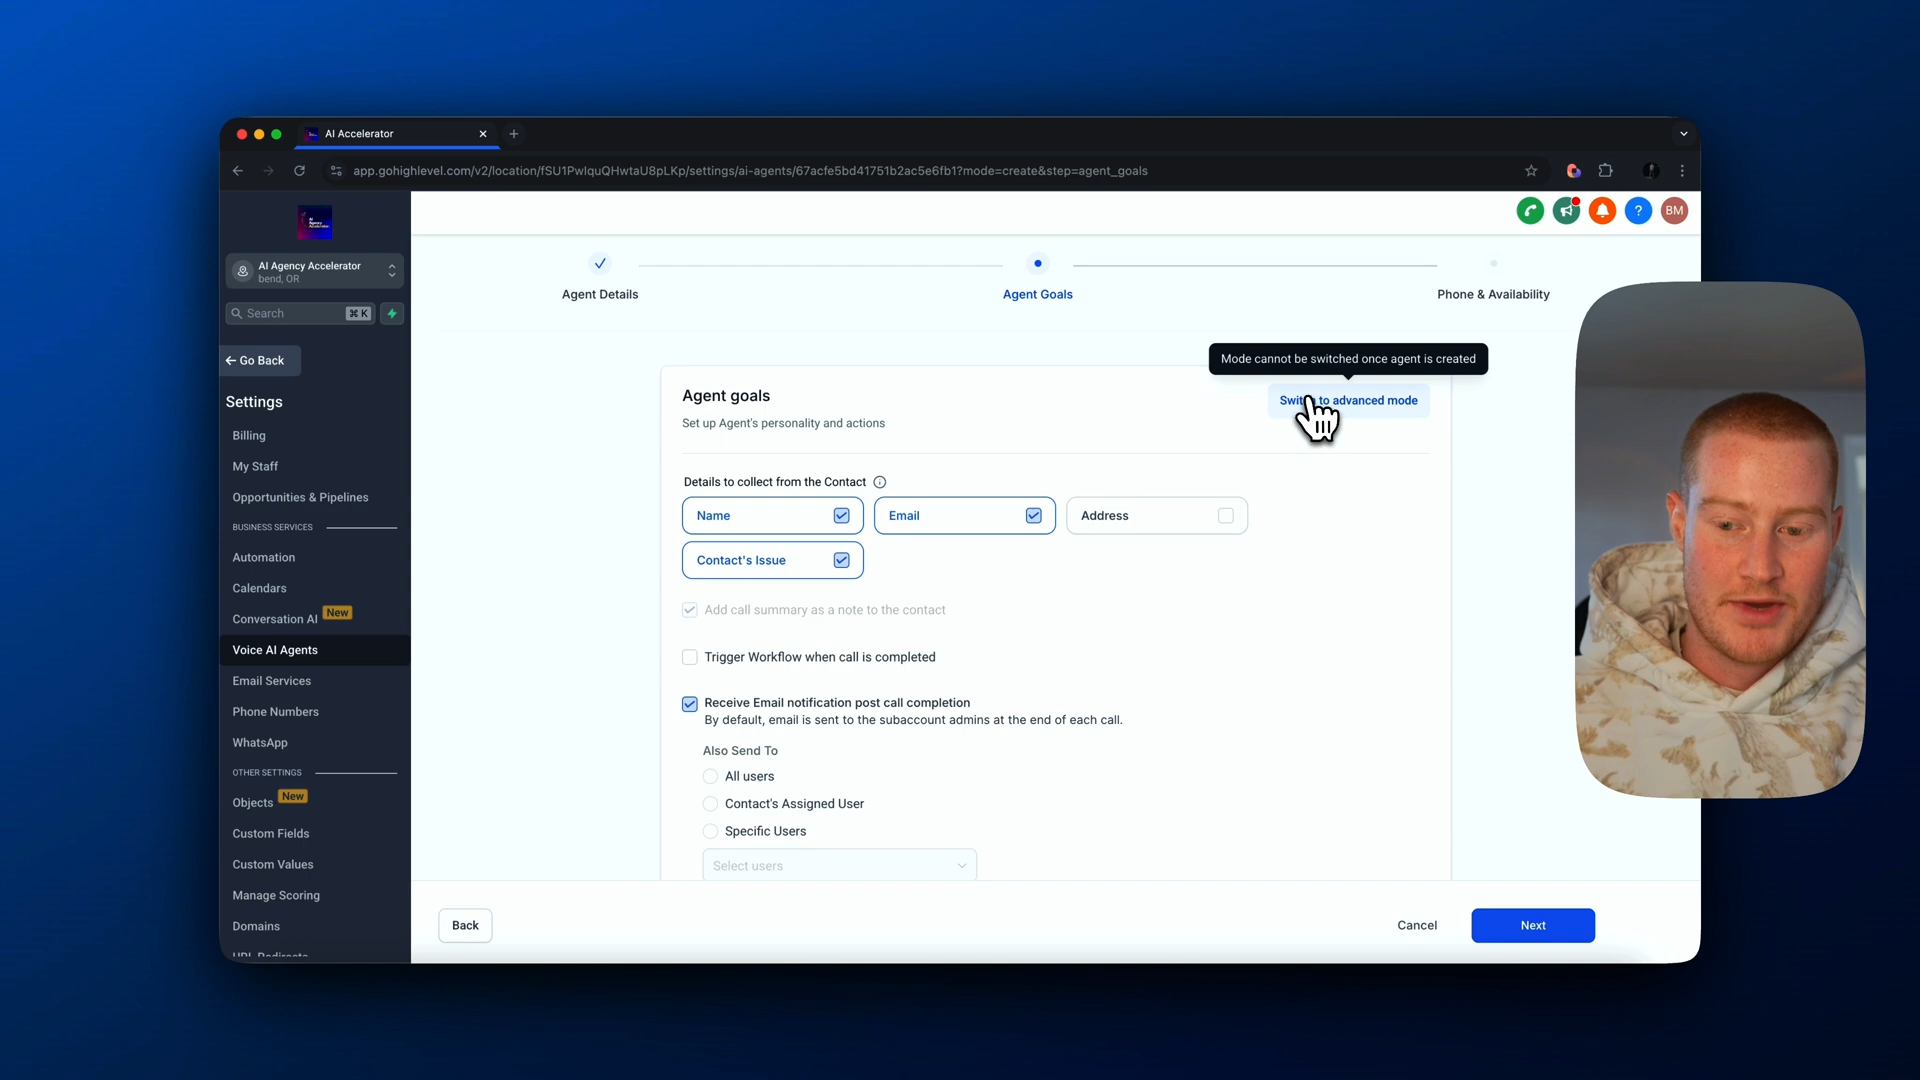 AI Accelerator
app.gohighlevel.com/v2/location/fSU1PwIquQHwtaU8pLKp/settings/ai-agents/67acfe5bd41751b2ac5e6fb1?mode=create&step=agent_goals
BM
AI Agency Accelerator
bend, OR
Search
⌘ K
Go Back
Settings
Billing
My Staff
Opportunities & Pipelines
BUSINESS SERVICES
Automation
Calendars
Conversation AI New
Voice AI Agents
Email Services
Phone Numbers
WhatsApp
OTHER SETTINGS
Objects New
Custom Fields
Custom Values
Manage Scoring
Domains
URL Redirects
Agent Details
Agent Goals
Phone & Availability
Mode cannot be switched once agent is created
Agent goals
Switch to advanced mode
Set up Agent's personality and actions
Details to collect from the Contact
Name
Email
Address
Contact's Issue
Add call summary as a note to the contact
Trigger Workflow when call is completed
Receive Email notification post call completion
By default, email is sent to the subaccount admins at the end of each call.
Also Send To
All users
Contact's Assigned User
Specific Users
Select users
Back
Cancel
Next